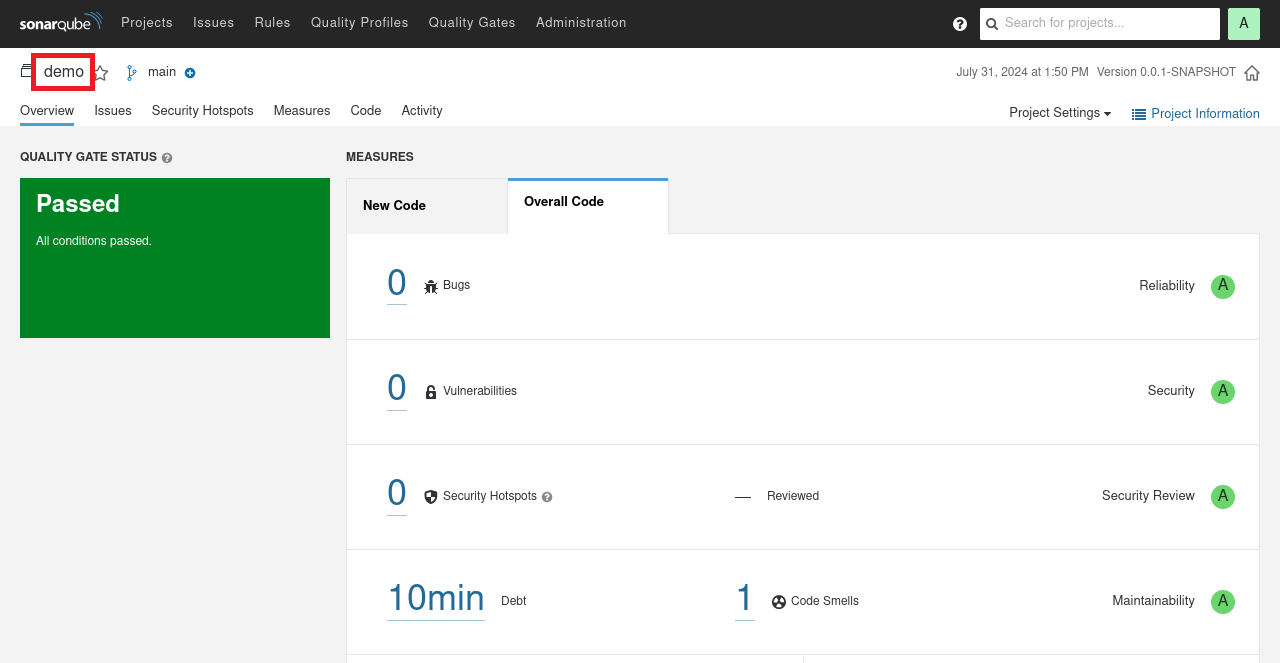 sonarqube Projects Issues Rules Quality Profiles Quality Gates Administration ? Search for projects... A
demo main July 31, 2024 at 1:50 PM Version 0.0.1-SNAPSHOT
Overview Issues Security Hotspots Measures Code Activity Project Settings Project Information
QUALITY GATE STATUS ? MEASURES
Passed
All conditions passed.
New Code Overall Code
0 Bugs Reliability A
0 Vulnerabilities Security A
0 Security Hotspots ? — Reviewed Security Review A
10min Debt 1 Code Smells Maintainability A